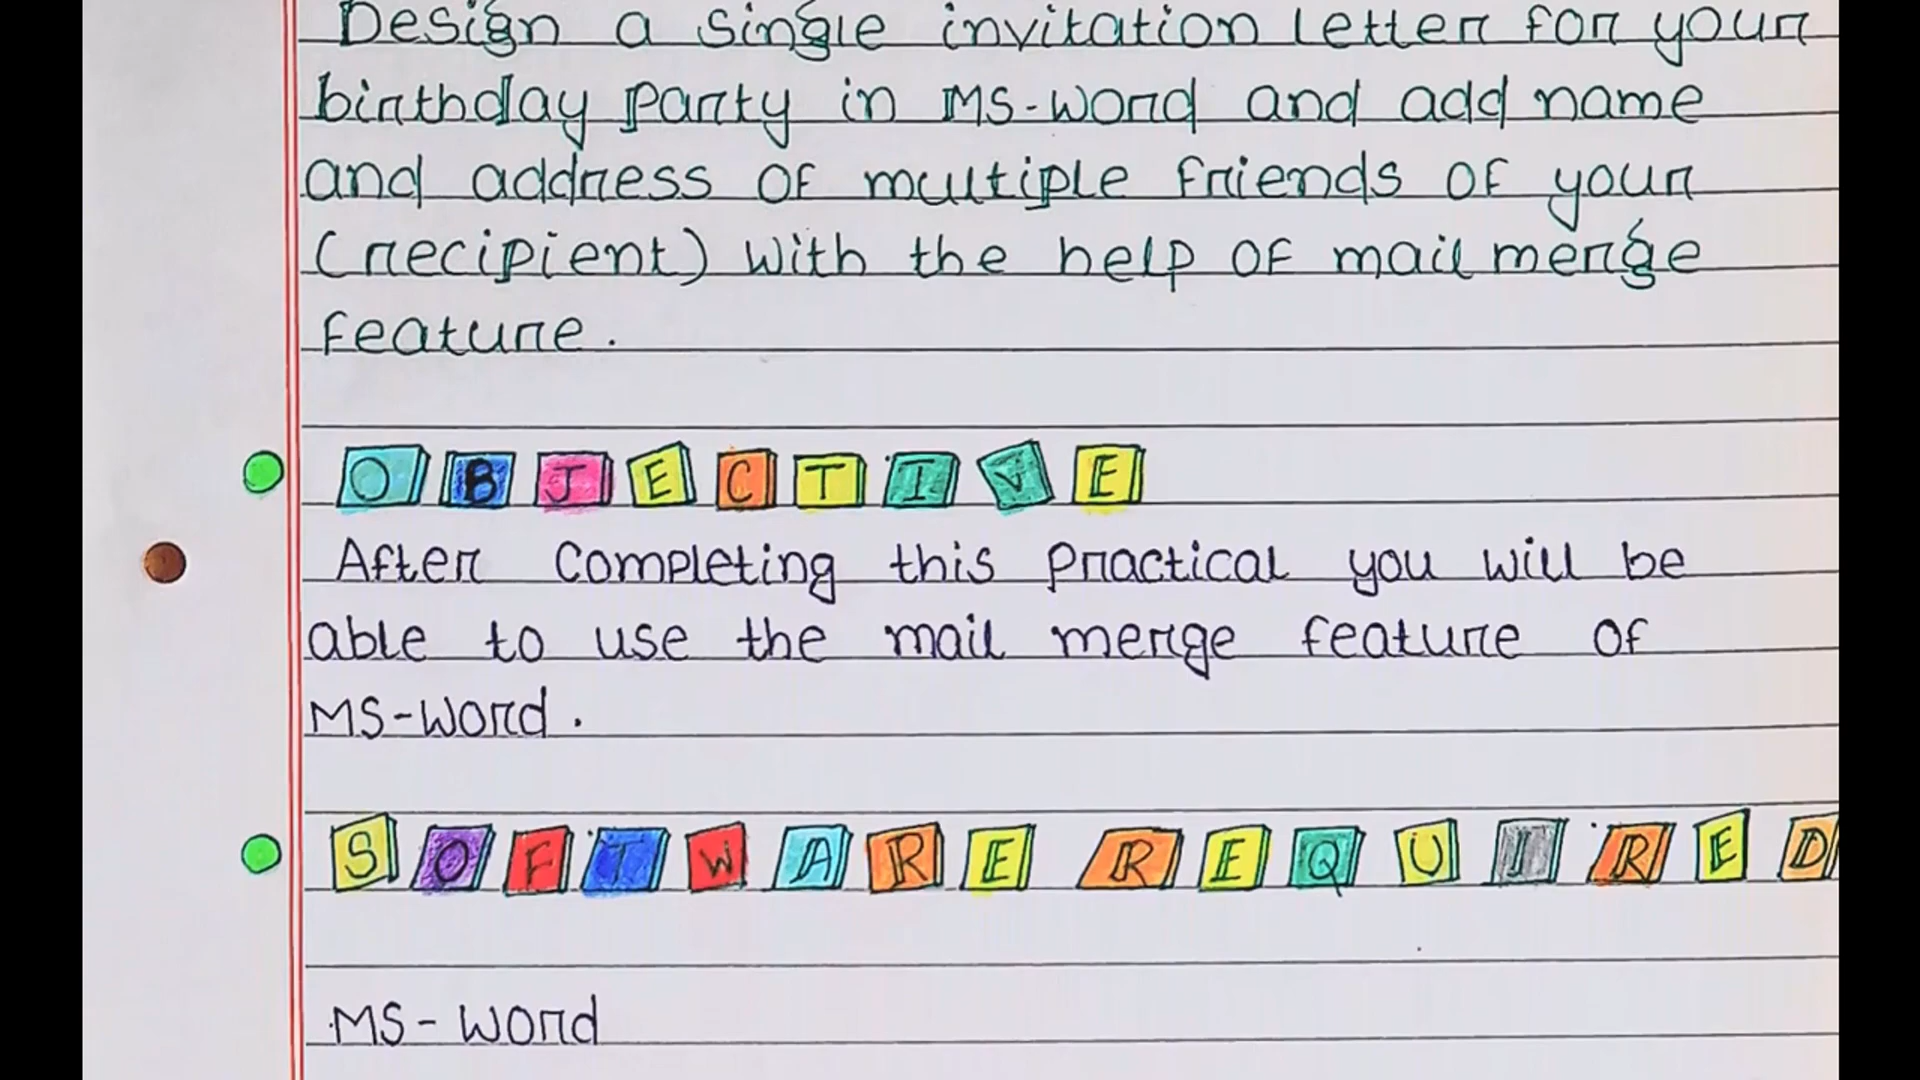 Design a single invitation letter for your
birthday party in MS-Word and add name
and address of multiple friends of your
(recipient) with the help of mail merge
feature.
OBJECTIVE
After completing this practical you will be
able to use the mail merge feature of
MS-Word.
SOFTWARE REQUIRED
MS-Word